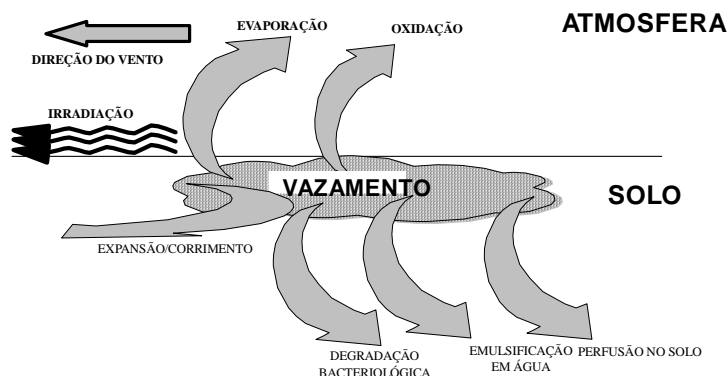 EVAPORAÇÃO
OXIDAÇÃO
ATMOSFERA
DIREÇÃO DO VENTO
IRRADIAÇÃO
VAZAMENTO
SOLO
EXPANSÃO/CORRIMENTO
DEGRADAÇÃO
BACTERIOLÓGICA
EMULSIFICAÇÃO
EM ÁGUA
PERFUSÃO NO SOLO